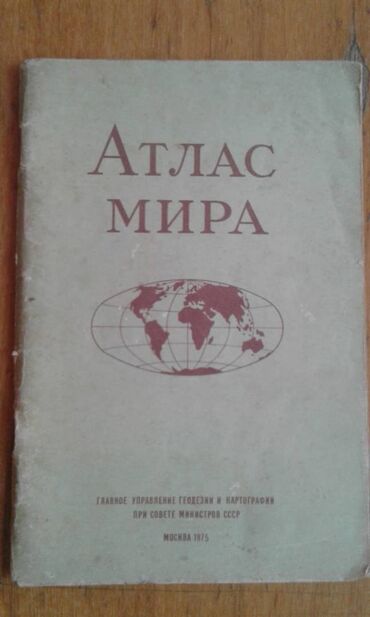 АТЛАС
МИРА
ГЛАВНОЕ УПРАВЛЕНИЕ ГЕОДЕЗИИ И КАРТОГРАФИИ
ПРИ СОВЕТЕ МИНИСТРОВ СССР
МОСКВА 1975